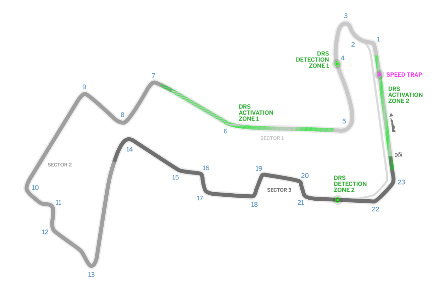 3
2
1
DRS
DETECTION
ZONE 1
4
SPEED TRAP
7
DRS
ACTIVATION
ZONE 2
9
DRS
ACTIVATION
ZONE 1
8
5
6
SECTOR 1
14
SECTOR 2
16
19
15
20
DRS
DETECTION
ZONE 2
23
10
SECTOR 3
17
18
21
11
22
12
13